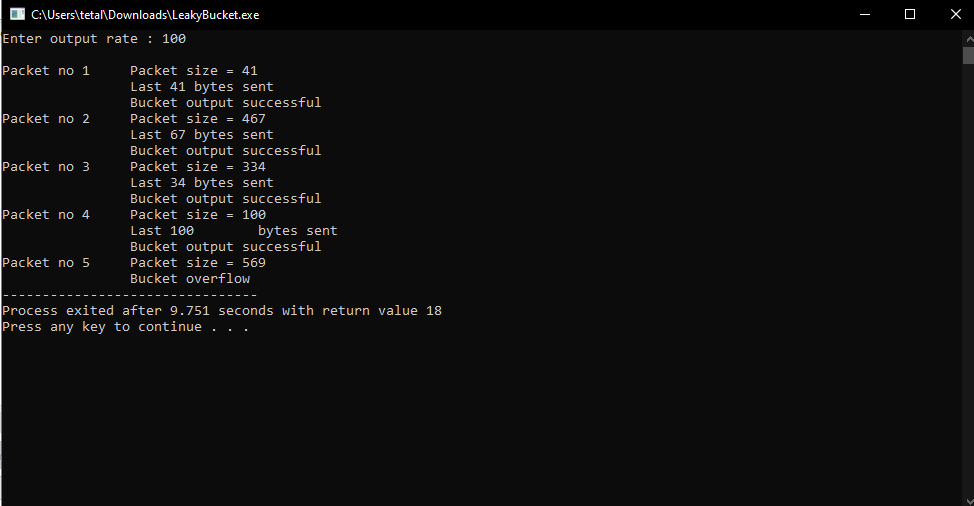 C:\Users\tetal\Downloads\LeakyBucket.exe
Enter output rate : 100
Packet no 1     Packet size = 41
                Last 41 bytes sent
                Bucket output successful
Packet no 2     Packet size = 467
                Last 67 bytes sent
                Bucket output successful
Packet no 3     Packet size = 334
                Last 34 bytes sent
                Bucket output successful
Packet no 4     Packet size = 100
                Last 100        bytes sent
                Bucket output successful
Packet no 5     Packet size = 569
                Bucket overflow
--------------------------------
Process exited after 9.751 seconds with return value 18
Press any key to continue . . .